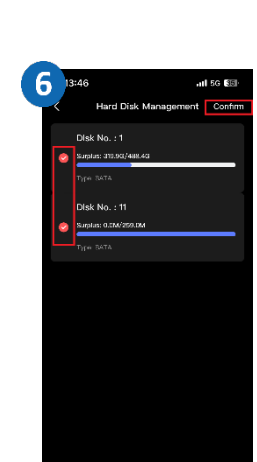 6
13:46
5G
Hard Disk Management
Confirm
Disk No. : 1
Surplus: 319.9G/488.4G
Type: SATA
Disk No. : 11
Surplus: 0.0M/259.0M
Type: SATA